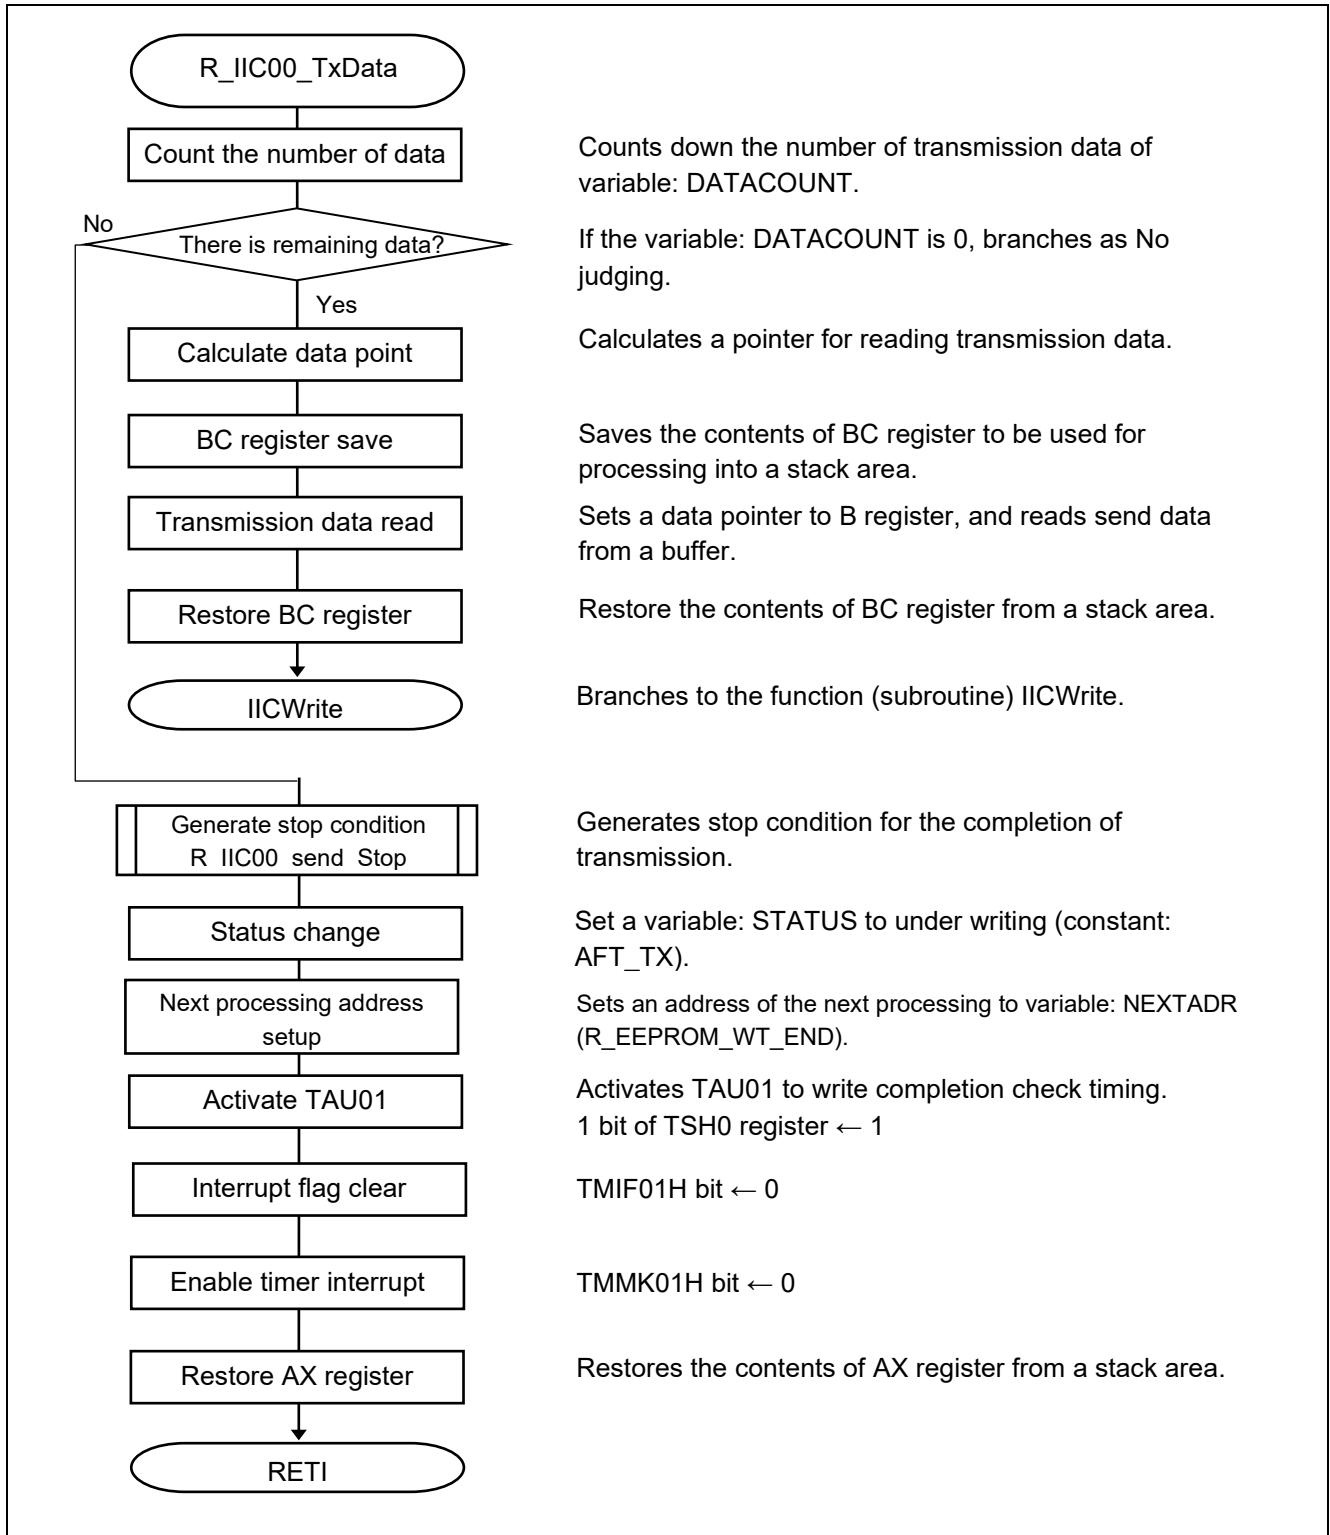 R_IIC00_TxData
Count the number of data
Counts down the number of transmission data of
variable: DATACOUNT.
No
There is remaining data?
If the variable: DATACOUNT is 0, branches as No
judging.
Yes
Calculate data point
Calculates a pointer for reading transmission data.
BC register save
Saves the contents of BC register to be used for
processing into a stack area.
Transmission data read
Sets a data pointer to B register, and reads send data
from a buffer.
Restore BC register
Restore the contents of BC register from a stack area.
IICWrite
Branches to the function (subroutine) IICWrite.
Generate stop condition
R_IIC00_send_Stop
Generates stop condition for the completion of
transmission.
Status change
Set a variable: STATUS to under writing (constant:
AFT_TX).
Next processing address
setup
Sets an address of the next processing to variable: NEXTADR
(R_EEPROM_WT_END).
Activate TAU01
Activates TAU01 to write completion check timing.
1 bit of TSH0 register ← 1
Interrupt flag clear
TMIF01H bit ← 0
Enable timer interrupt
TMMK01H bit ← 0
Restore AX register
Restores the contents of AX register from a stack area.
RETI